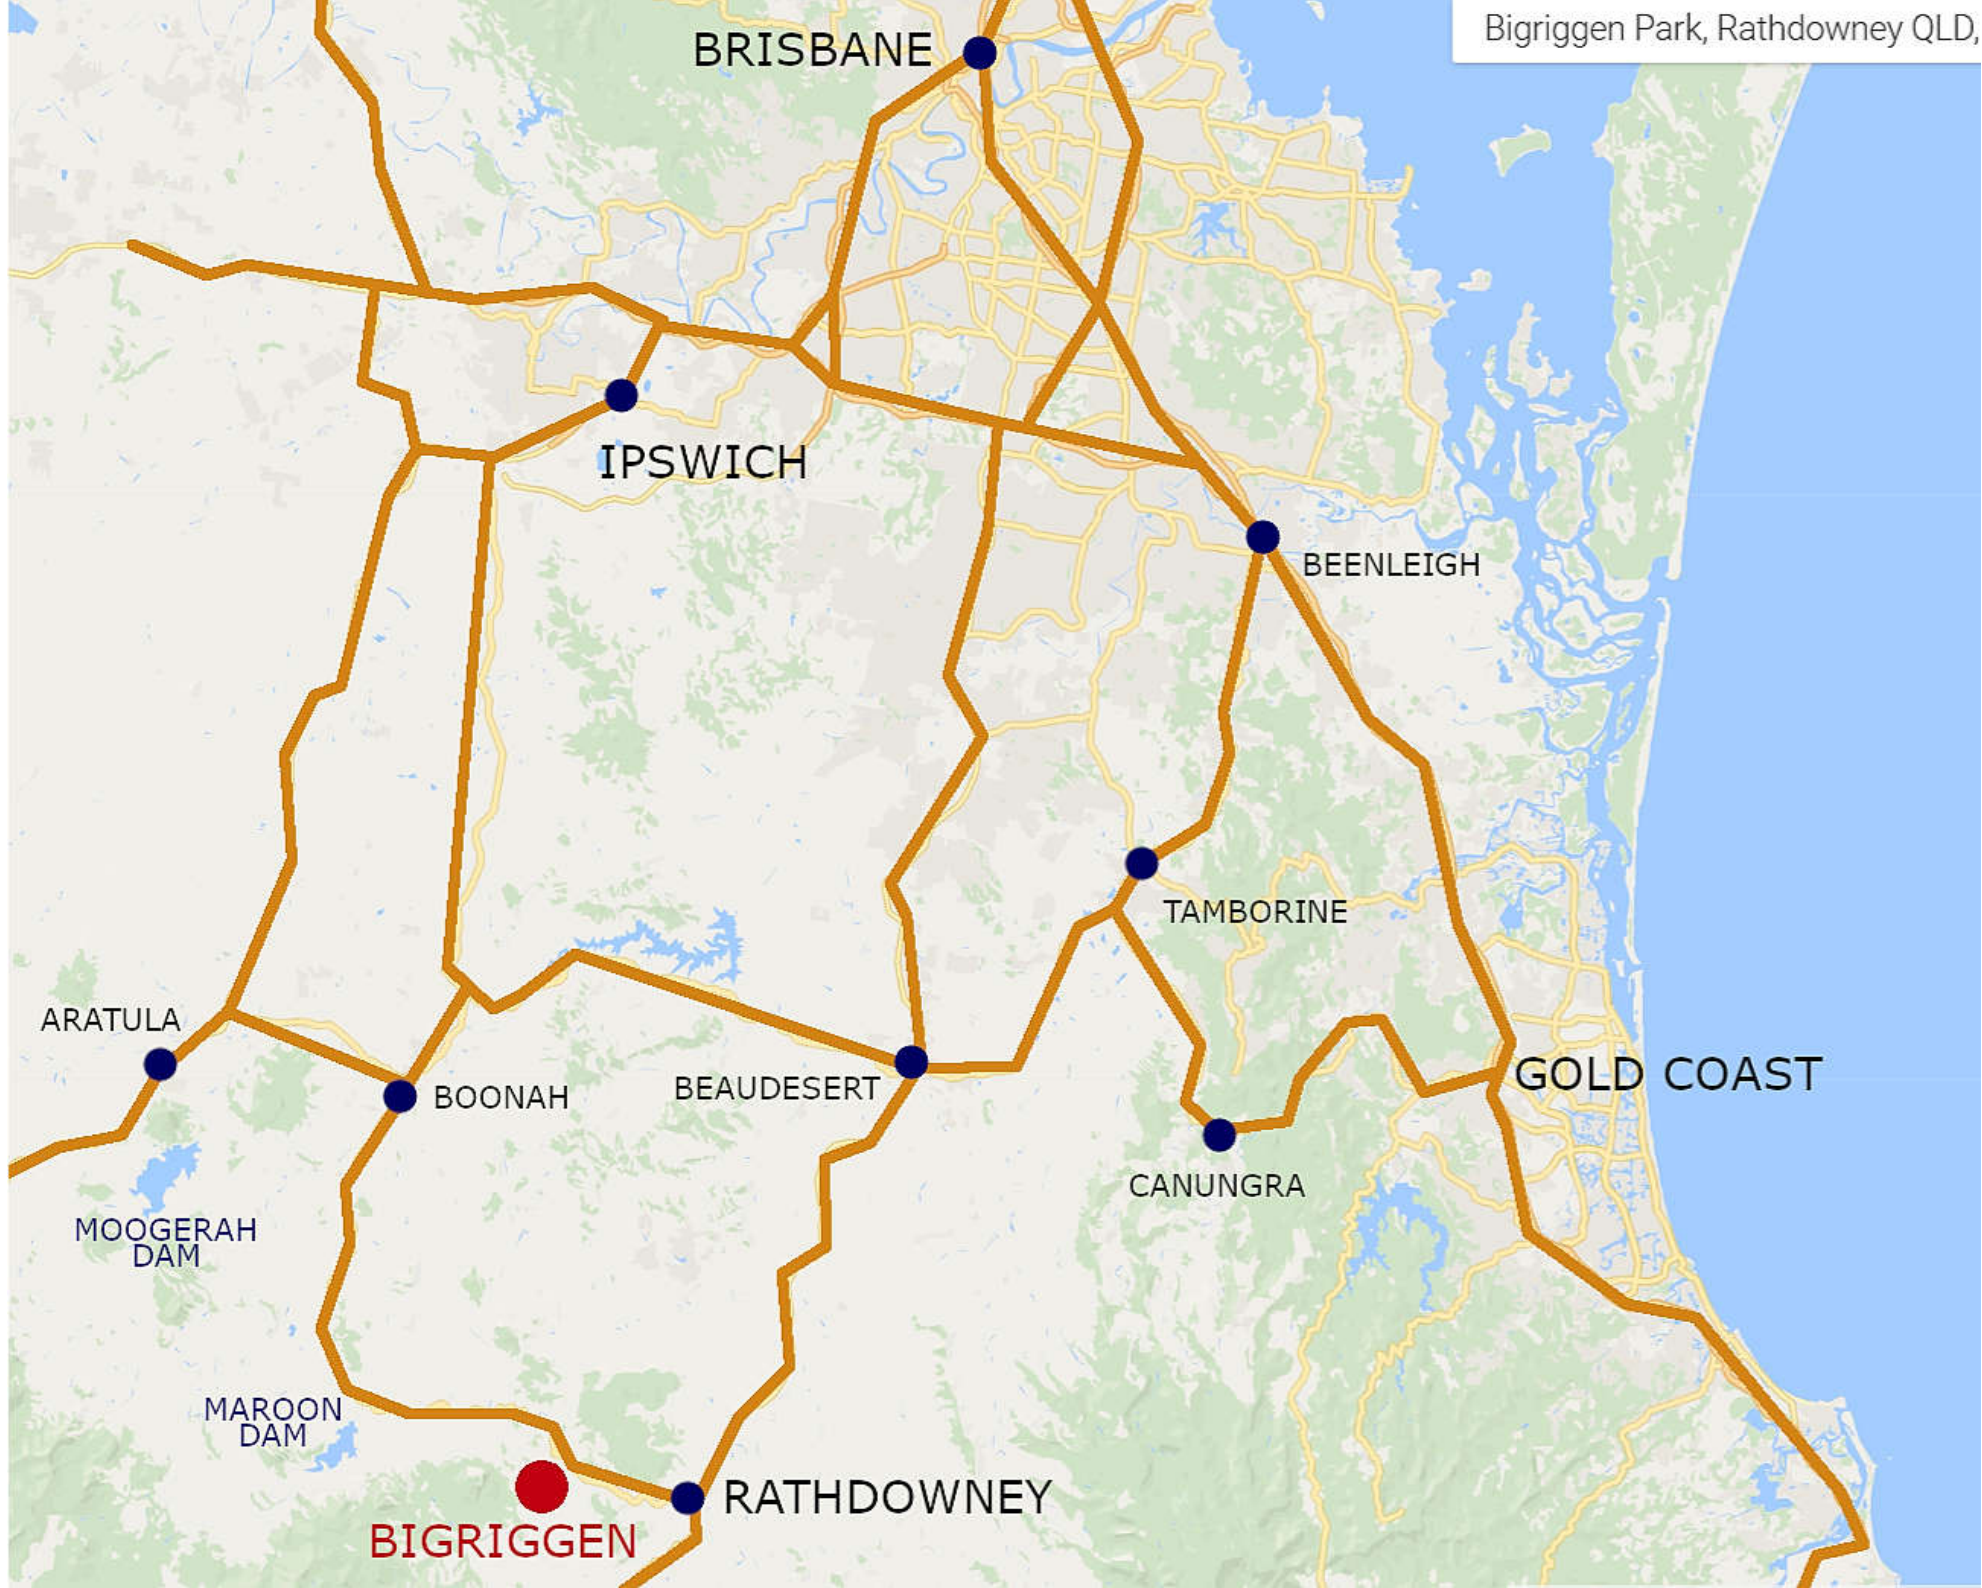 BRISBANE
Bigriggen Park, Rathdowney QLD,
IPSWICH
BEENLEIGH
TAMBORINE
ARATULA
BOONAH
BEAUDESERT
GOLD COAST
CANUNGRA
MOOGERAH
DAM
MAROON
DAM
RATHDOWNEY
BIGRIGGEN